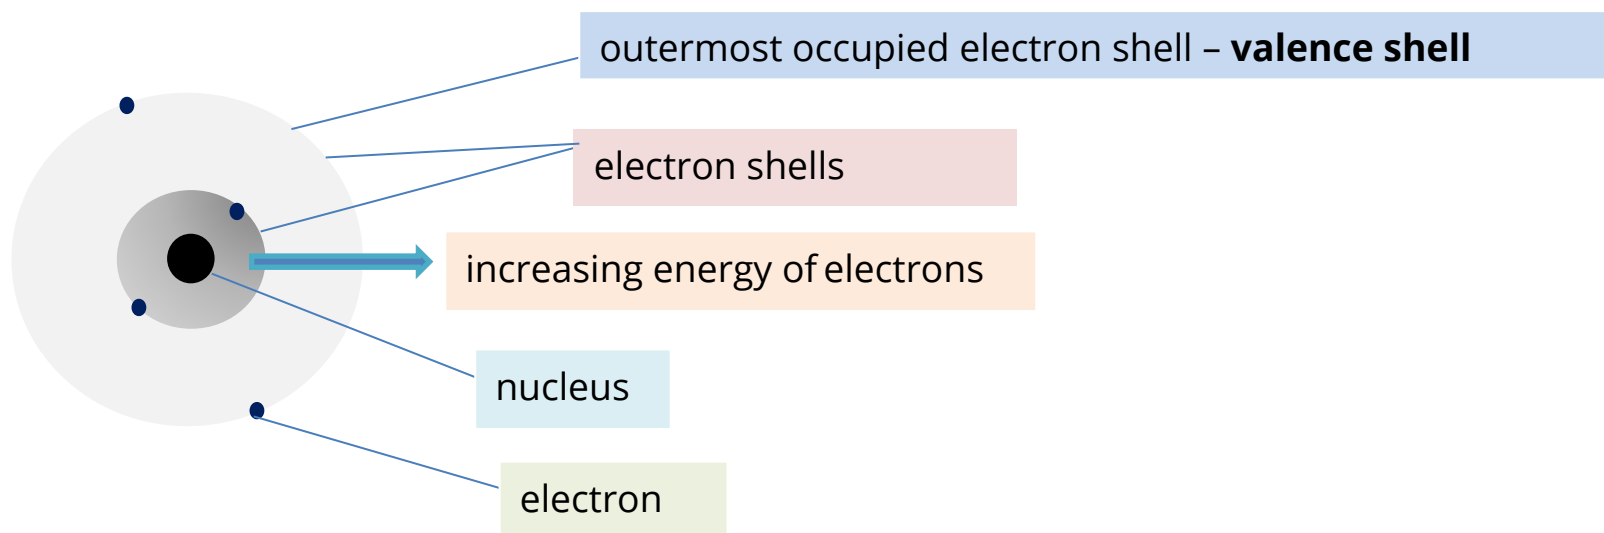 outermost occupied electron shell – valence shell
electron shells
increasing energy of electrons
nucleus
electron